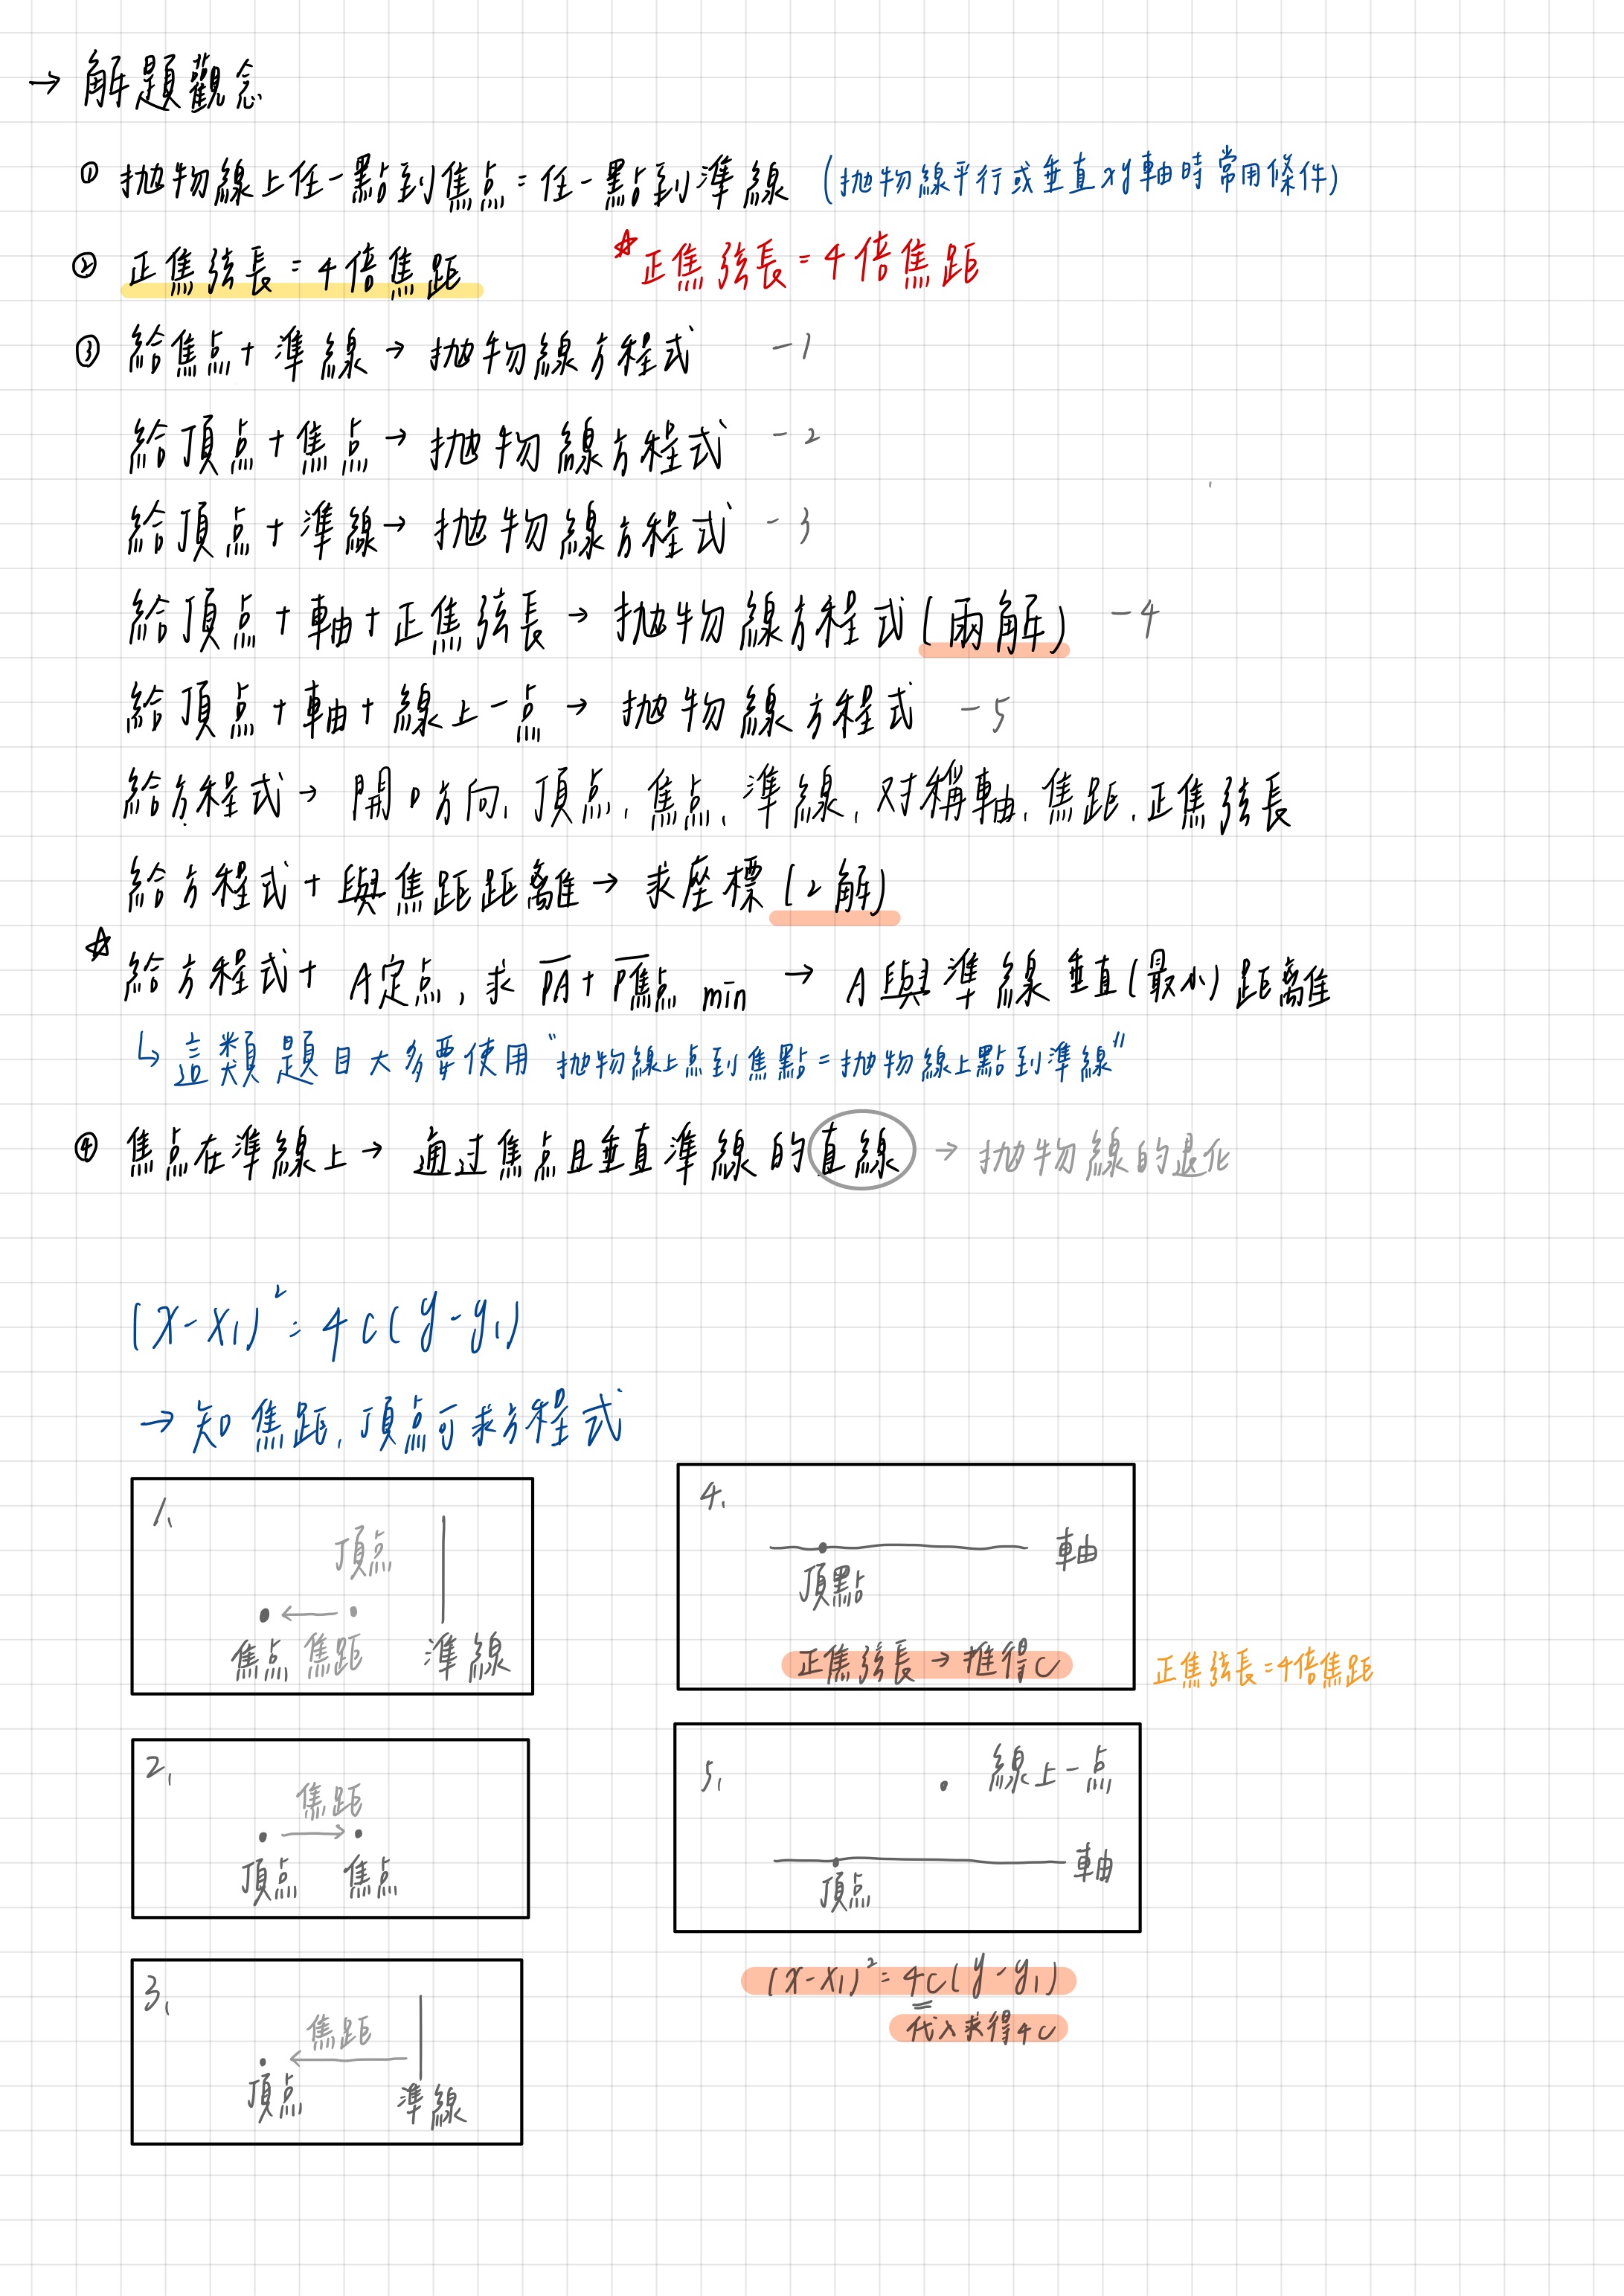 → 解題觀念
① 拋物線上任一點到焦点=任一點到準線 (拋物線平行或垂直xy軸時常用條件)
② 正焦弦長=4倍焦距 ☆正焦弦長=4倍焦距
③ 給焦点+準線→拋物線方程式 -1
給頂点+焦点→拋物線方程式 -2
給頂点+準線→拋物線方程式 -3
給頂点+軸+正焦弦長→拋物線方程式(兩解) -4
給頂点+軸+線上一点→拋物線方程式 -5
給方程式→開口方向,頂点,焦点,準線,对稱軸,焦距,正焦弦長
給方程式+與焦距距離→求座標(2解)
☆ 給方程式+A定点,求PA+P焦点 min → A與準線垂直(最小)距離
↳ 這類題目大多要使用"拋物線上点到焦點=拋物線上點到準線"
④ 焦点在準線上→通过焦点且垂直準線的直線→拋物線的退化
(x-x₁)²=4c(y-y₁)
→知焦距,頂點可求方程式
1.
頂点
焦点 焦距 準線
2.
焦距
頂点 焦点
3.
焦距
頂点 準線
4.
軸
頂點
正焦弦長→推得c 正焦弦長=4倍焦距
5. 線上一点
軸
頂点
(x-x₁)²=4c(y-y₁)
代入求得4c